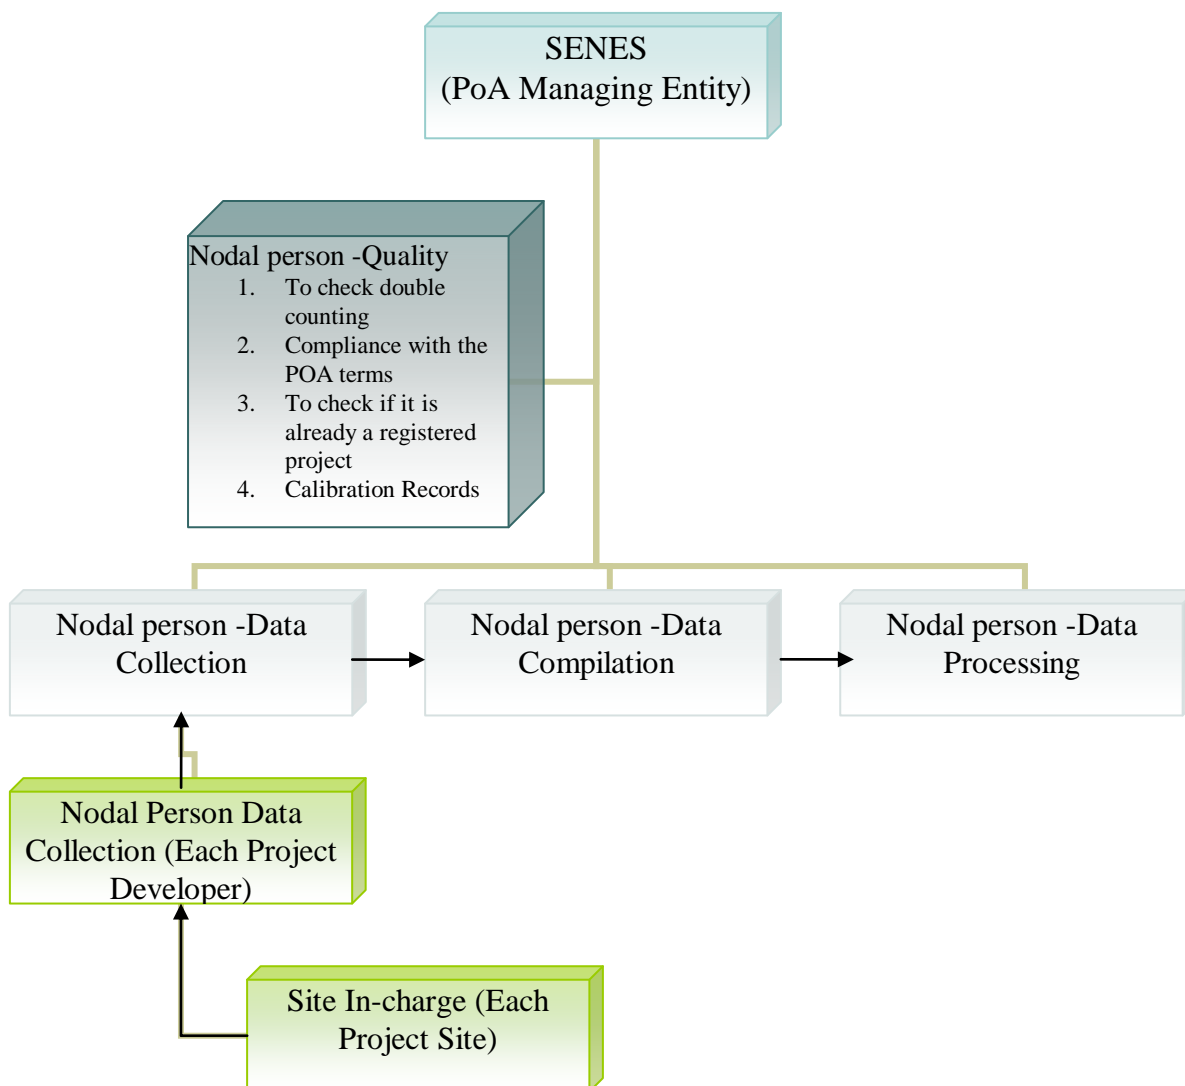 SENES
(PoA Managing Entity)
Nodal person -Quality
1. To check double
counting
2. Compliance with the
POA terms
3. To check if it is
already a registered
project
4. Calibration Records
Nodal person -Data
Collection
Nodal person -Data
Compilation
Nodal person -Data
Processing
Nodal Person Data
Collection (Each Project
Developer)
Site In-charge (Each
Project Site)